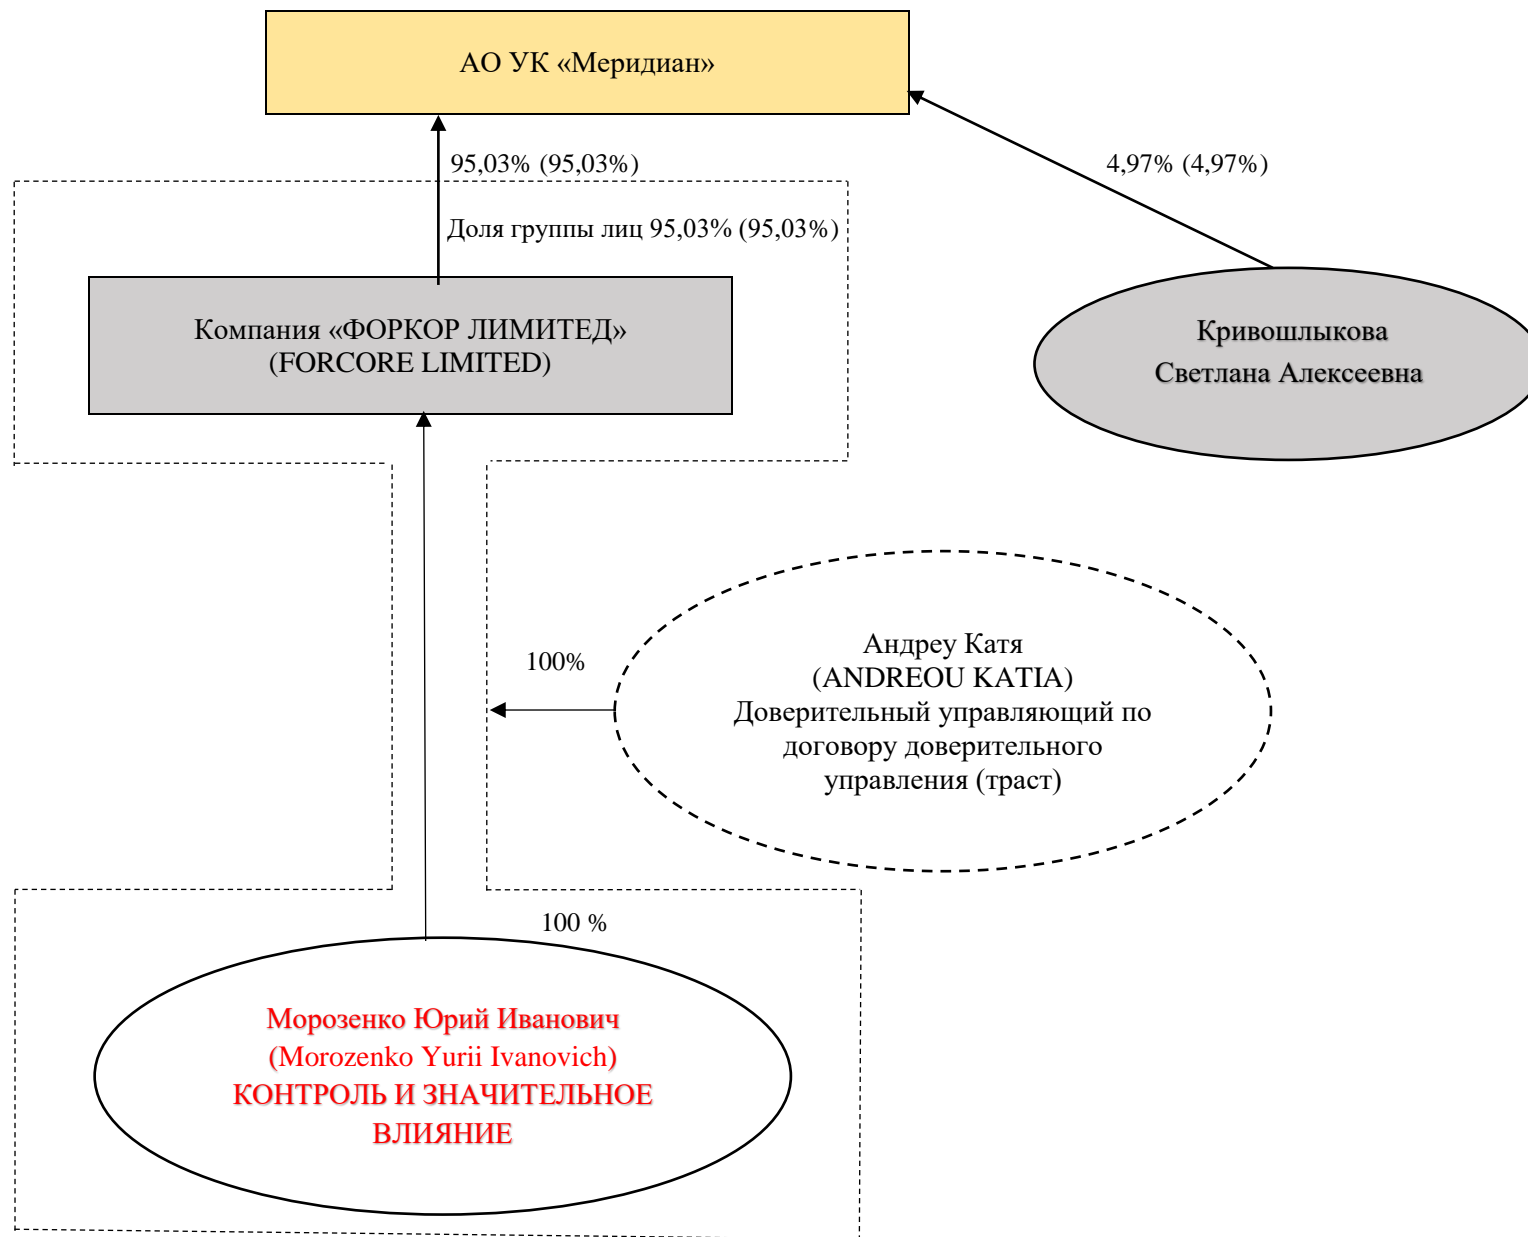 АО УК «Меридиан»
95,03% (95,03%)
4,97% (4,97%)
Доля группы лиц 95,03% (95,03%)
Компания «ФОРКОР ЛИМИТЕД»
(FORCORE LIMITED)
Кривошлыкова
Светлана Алексеевна
100%
Андреу Катя
(ANDREOU KATIA)
Доверительный управляющий по
договору доверительного
управления (траст)
100 %
Морозенко Юрий Иванович
(Morozenko Yurii Ivanovich)
КОНТРОЛЬ И ЗНАЧИТЕЛЬНОЕ
ВЛИЯНИЕ